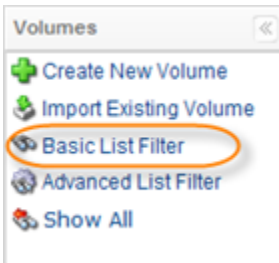 Volumes
Create New Volume
Import Existing Volume
Basic List Filter
Advanced List Filter
Show All